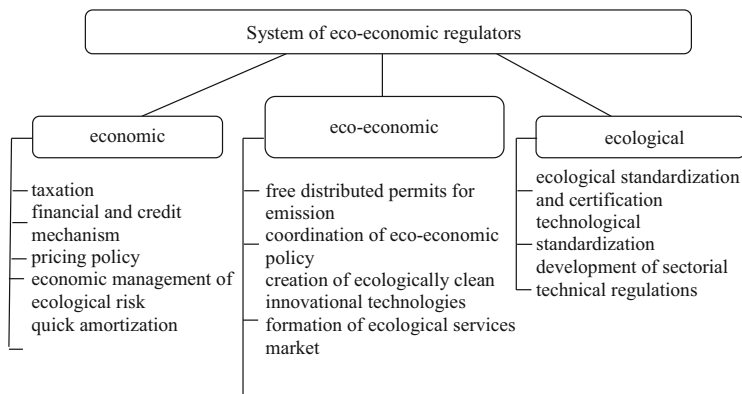 System of eco-economic regulators
economic
taxation
financial and credit
mechanism
pricing policy
economic management of
ecological risk
quick amortization
eco-economic
free distributed permits for
emission
coordination of eco-economic
policy
creation of ecologically clean
innovational technologies
formation of ecological services
market
ecological
ecological standardization
and certification
technological
standardization
development of sectorial
technical regulations